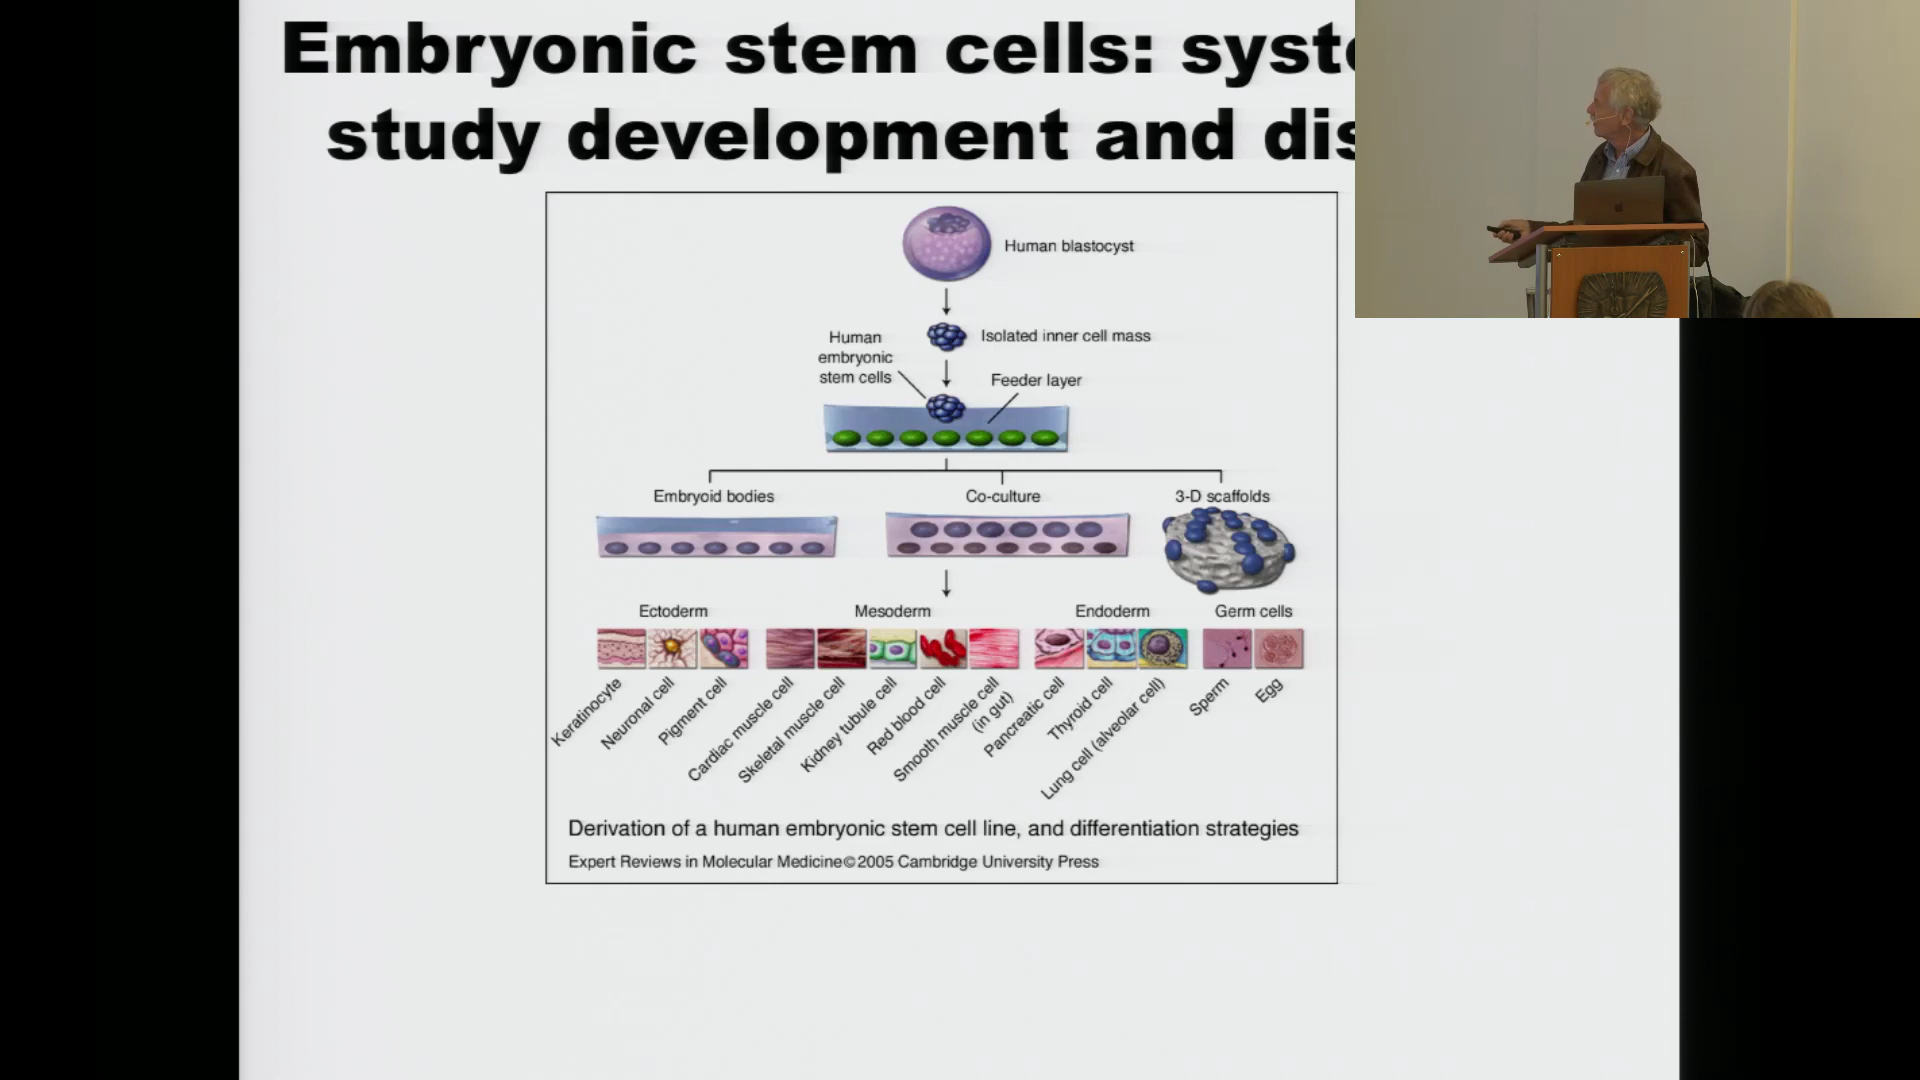 Embryonic stem cells: syst
study development and dis
Human blastocyst
Isolated inner cell mass
Human
embryonic
stem cells
Feeder layer
Embryoid bodies
Co-culture
3-D scaffolds
Ectoderm
Mesoderm
Endoderm
Germ cells
Keratinocyte
Neuronal cell
Pigment cell
Cardiac muscle cell
Skeletal muscle cell
Kidney tubule cell
Red blood cell
Smooth muscle cell
(in gut)
Pancreatic cell
Thyroid cell
Lung cell (alveolar cell)
Sperm
Egg
Derivation of a human embryonic stem cell line, and differentiation strategies
Expert Reviews in Molecular Medicine©2005 Cambridge University Press